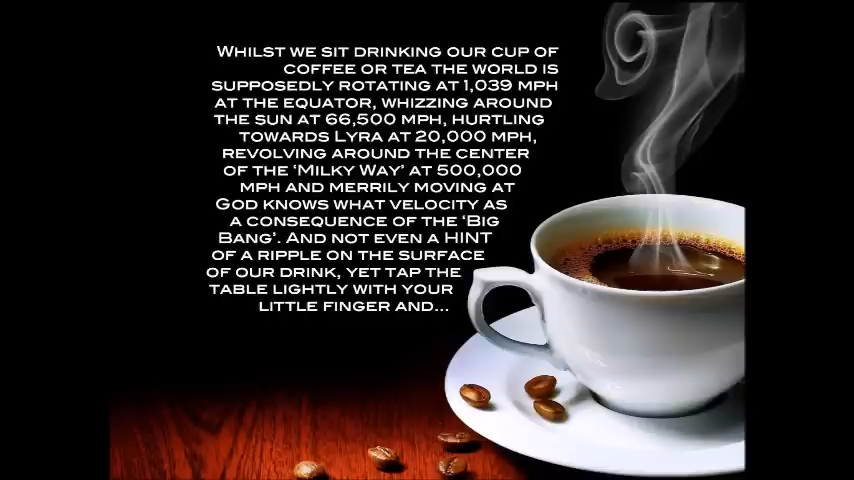 Whilst we sit drinking our cup of
coffee or tea the world is
supposedly rotating at 1,039 mph
at the equator, whizzing around
the sun at 66,500 mph, hurtling
towards Lyra at 20,000 mph,
revolving around the center
of the ‘Milky Way’ at 500,000
mph and merrily moving at
God knows what velocity as
a consequence of the ‘Big
Bang’. And not even a hint
of a ripple on the surface
of our drink, yet tap the
table lightly with your
little finger and...